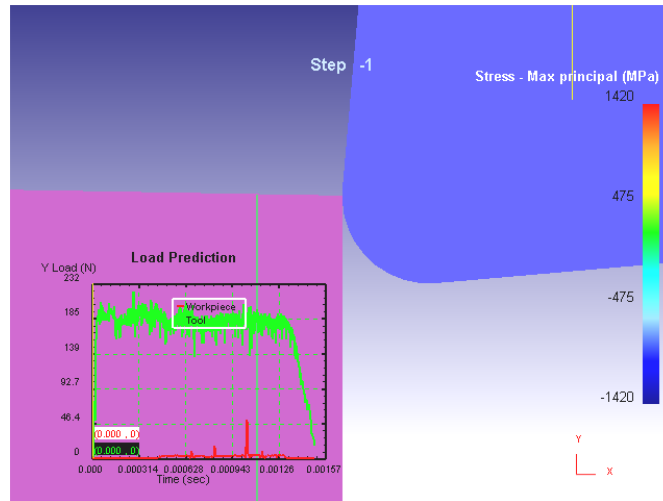 Step -1
Stress - Max principal (MPa)
1420
475
-475
-1420
Load Prediction
Y Load (N)
232
185
139
92.7
46.4
0
Workpiece
Tool
(0.000 , 0)
(0.000 , 0)
0.000 0.000314 0.000628 0.000943 0.00126 0.00157
Time (sec)
Y
X